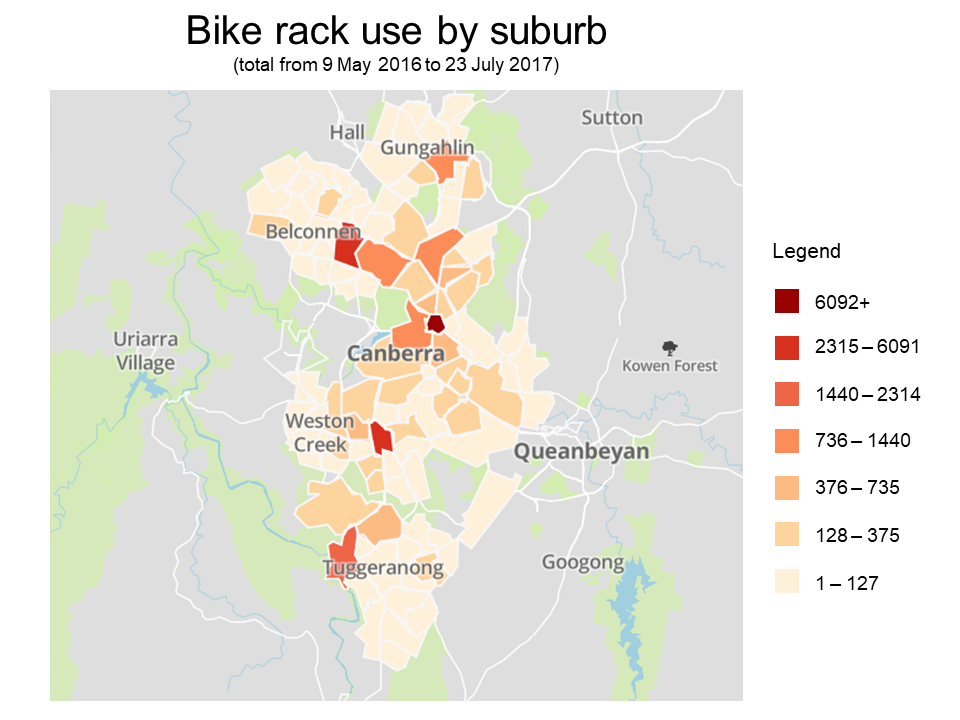 Bike rack use by suburb
(total from 9 May 2016 to 23 July 2017)
Sutton
Hall
Gungahlin
Belconnen
Uriarra
Village
Canberra
Kowen Forest
Weston
Creek
Queanbeyan
Tuggeranong
Googong
Legend
6092+
2315 – 6091
1440 – 2314
736 – 1440
376 – 735
128 – 375
1 – 127